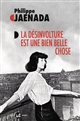 Philippe
JAENADA
LA DÉSINVOLTURE
EST UNE BIEN BELLE
CHOSE